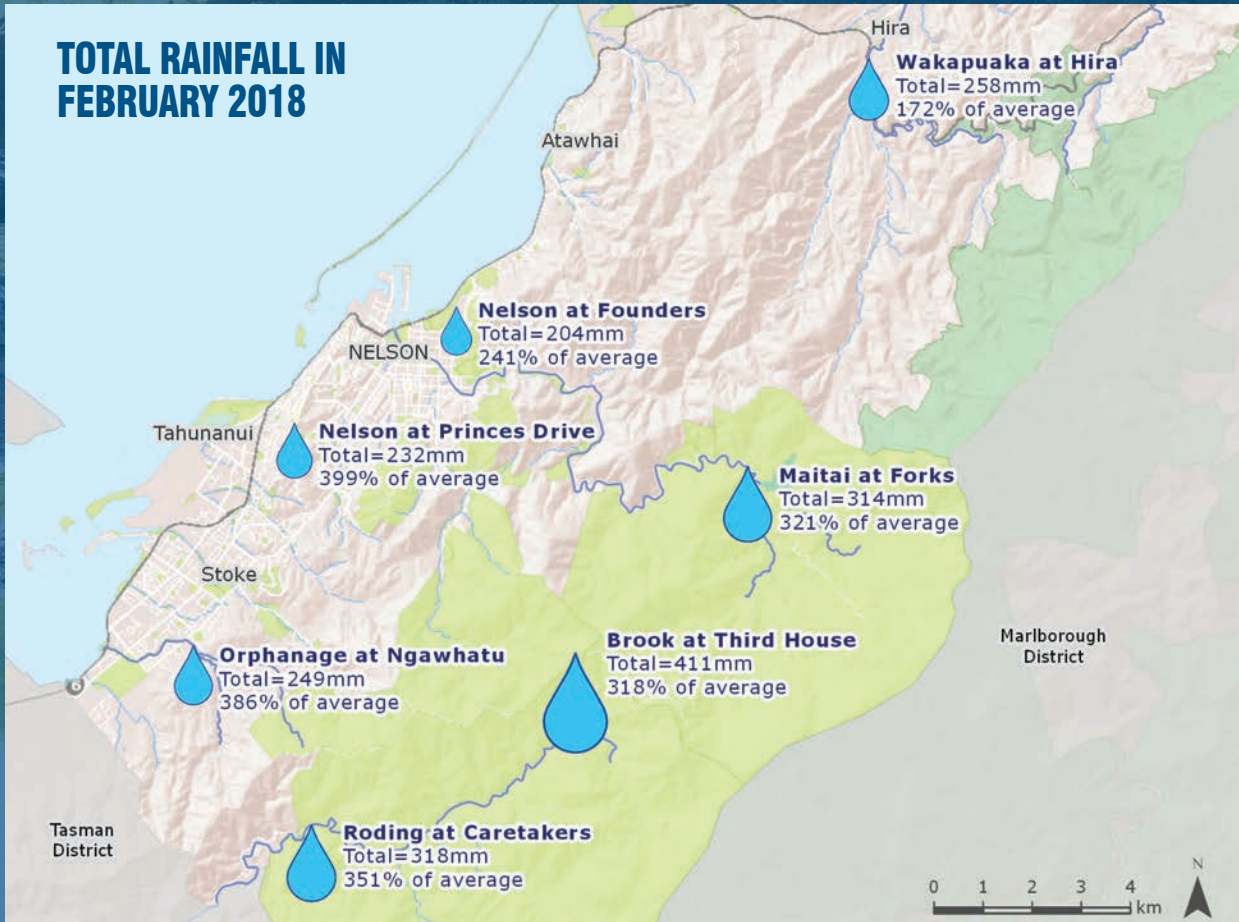 TOTAL RAINFALL IN
FEBRUARY 2018
Hira
Wakapuaka at Hira
Total=258mm
172% of average
Atawhai
Nelson at Founders
Total=204mm
241% of average
NELSON
Tahunanui
Nelson at Princes Drive
Total=232mm
399% of average
Maitai at Forks
Total=314mm
321% of average
Stoke
Orphanage at Ngawhatu
Total=249mm
386% of average
6
Brook at Third House
Total=411mm
318% of average
Marlborough
District
Tasman
District
Roding at Caretakers
Total=318mm
351% of average
0 1 2 3 4
km
N